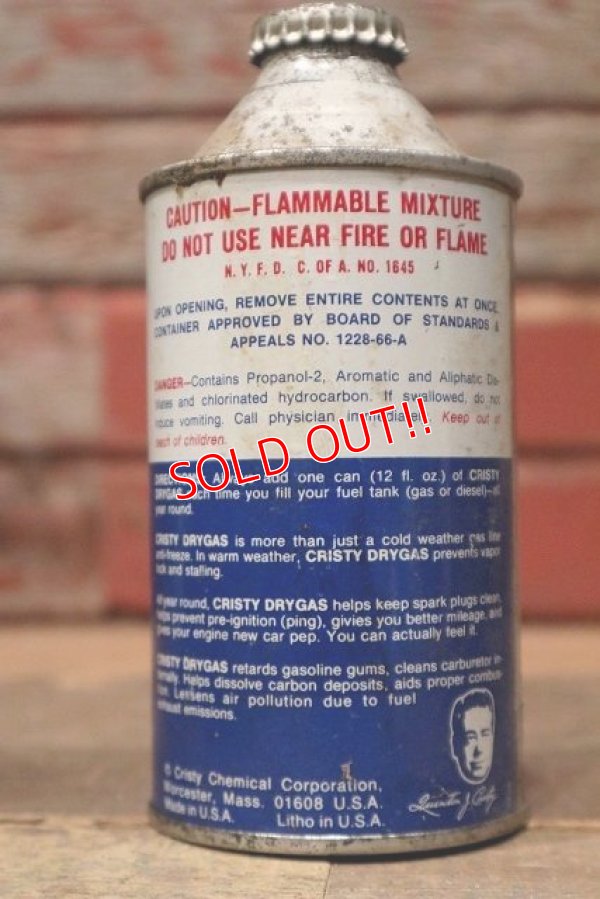 CAUTION—FLAMMABLE MIXTURE
DO NOT USE NEAR FIRE OR FLAME
N.Y.F.D. C. OF A. NO. 1645
UPON OPENING, REMOVE ENTIRE CONTENTS AT ONCE.
CONTAINER APPROVED BY BOARD OF STANDARDS &
APPEALS NO. 1228-66-A
DANGER—Contains Propanol-2, Aromatic and Aliphatic Dis-
tillates and chlorinated hydrocarbon. If swallowed, do not
induce vomiting. Call physician immediately. Keep out of
reach of children.
SOLD OUT!!
add one can (12 fl. oz.) of CRISTY
DRYGAS each time you fill your fuel tank (gas or diesel)—all
year round.
CRISTY DRYGAS is more than just a cold weather gas line
anti-freeze. In warm weather, CRISTY DRYGAS prevents vapor
lock and stalling.
All year round, CRISTY DRYGAS helps keep spark plugs clean,
helps prevent pre-ignition (ping), givies you better mileage, and
gives your engine new car pep. You can actually feel it.
CRISTY DRYGAS retards gasoline gums, cleans carburetor in-
ternally. Helps dissolve carbon deposits, aids proper combus-
tion. Lessens air pollution due to fuel
exhaust emissions.
© Cristy Chemical Corporation,
Worcester, Mass. 01608 U.S.A.
Made in U.S.A. Litho in U.S.A.